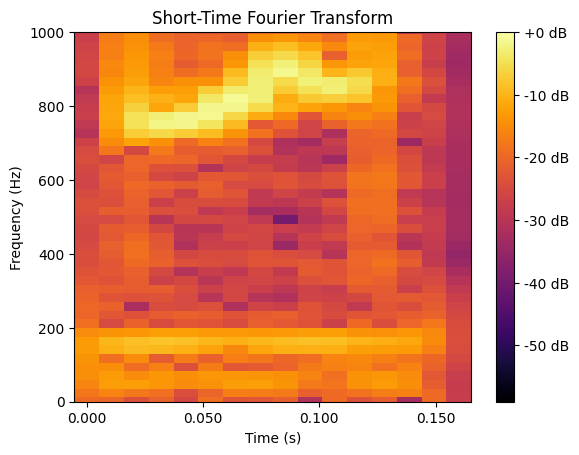 Short-Time Fourier Transform
1000
800
600
400
200
0
Frequency (Hz)
0.000
0.050
0.100
0.150
Time (s)
+0 dB
-10 dB
-20 dB
-30 dB
-40 dB
-50 dB